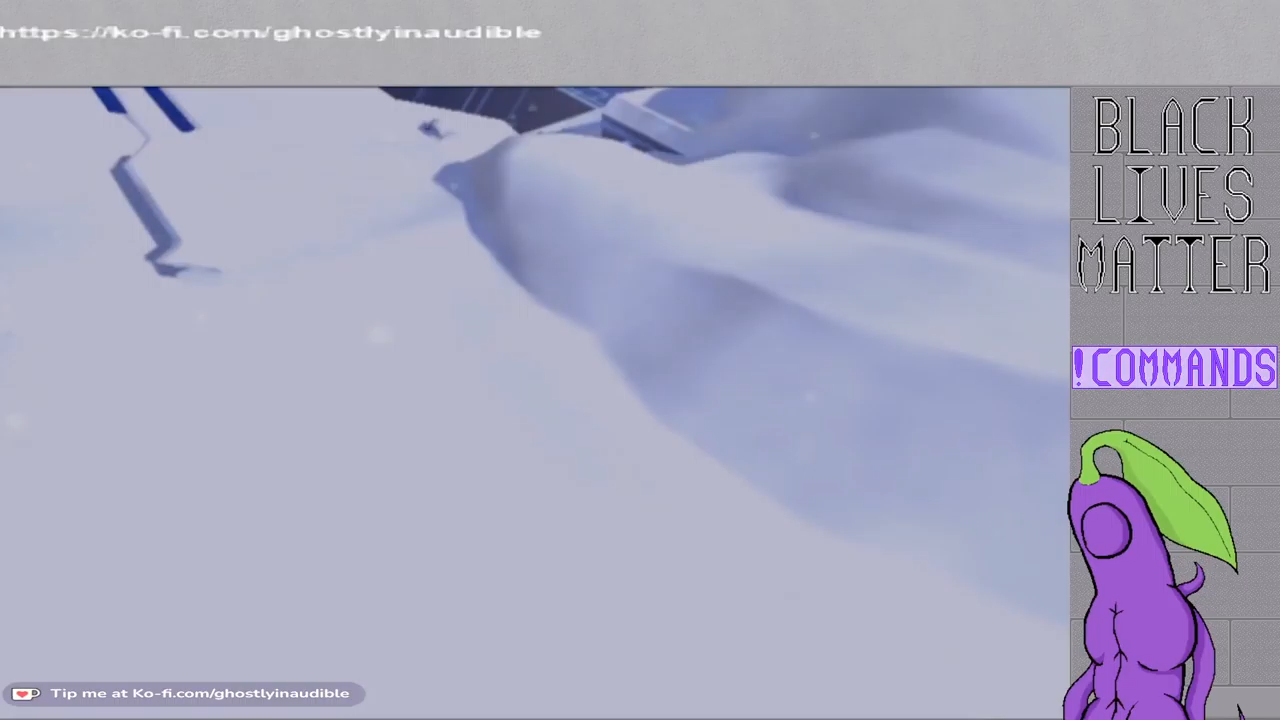 https://ko-fi.com/ghostlyinaudible
BLACK
LIVES
MATTER
!COMMANDS
Tip me at Ko-fi.com/ghostlyinaudible